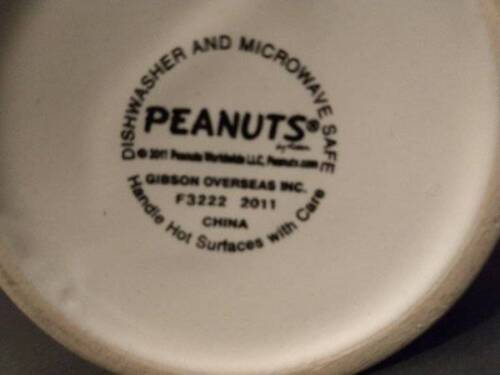 DISHWASHER AND MICROWAVE SAFE
PEANUTS®
© 2011 Peanuts Worldwide LLC, Peanuts.com
GIBSON OVERSEAS INC.
F3222 2011
CHINA
Handle Hot Surfaces with Care